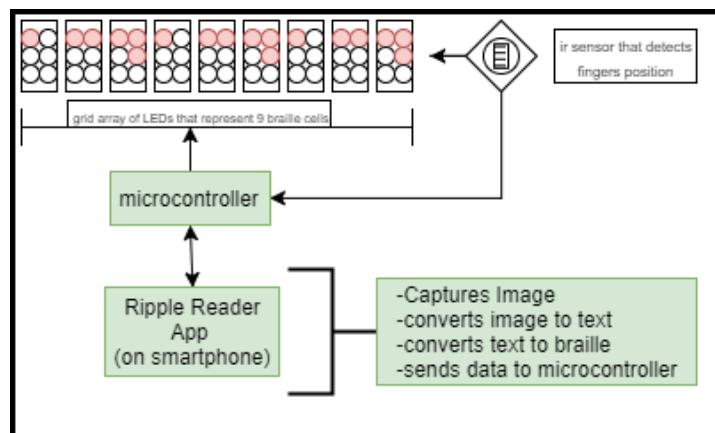 ir sensor that detects
fingers position
grid array of LEDs that represent 9 braille cells
microcontroller
Ripple Reader
App
(on smartphone)
-Captures Image
-converts image to text
-converts text to braille
-sends data to microcontroller